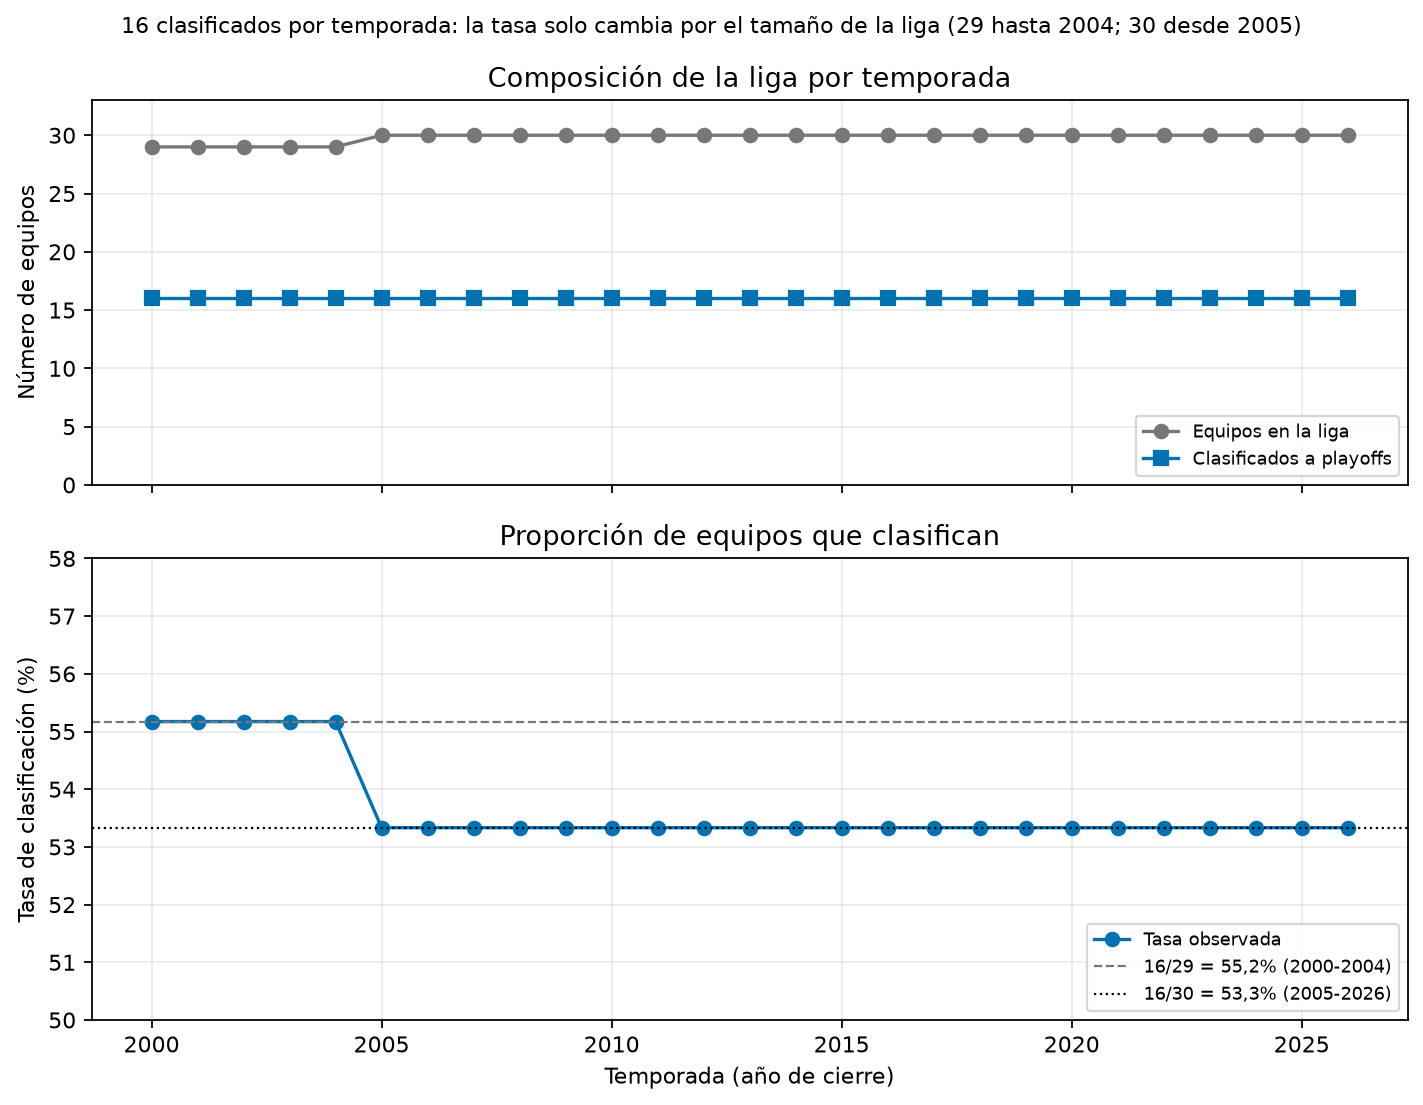 16 clasificados por temporada: la tasa solo cambia por el tamaño de la liga (29 hasta 2004; 30 desde 2005)
Composición de la liga por temporada
Número de equipos
30
25
20
15
10
5
0
Equipos en la liga
Clasificados a playoffs
Proporción de equipos que clasifican
Tasa de clasificación (%)
58
57
56
55
54
53
52
51
50
Tasa observada
16/29 = 55,2% (2000-2004)
16/30 = 53,3% (2005-2026)
2000
2005
2010
2015
2020
2025
Temporada (año de cierre)